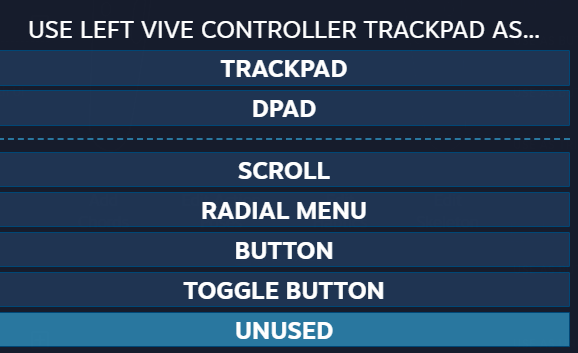 USE LEFT VIVE CONTROLLER TRACKPAD AS...
TRACKPAD
DPAD
SCROLL
RADIAL MENU
BUTTON
TOGGLE BUTTON
UNUSED